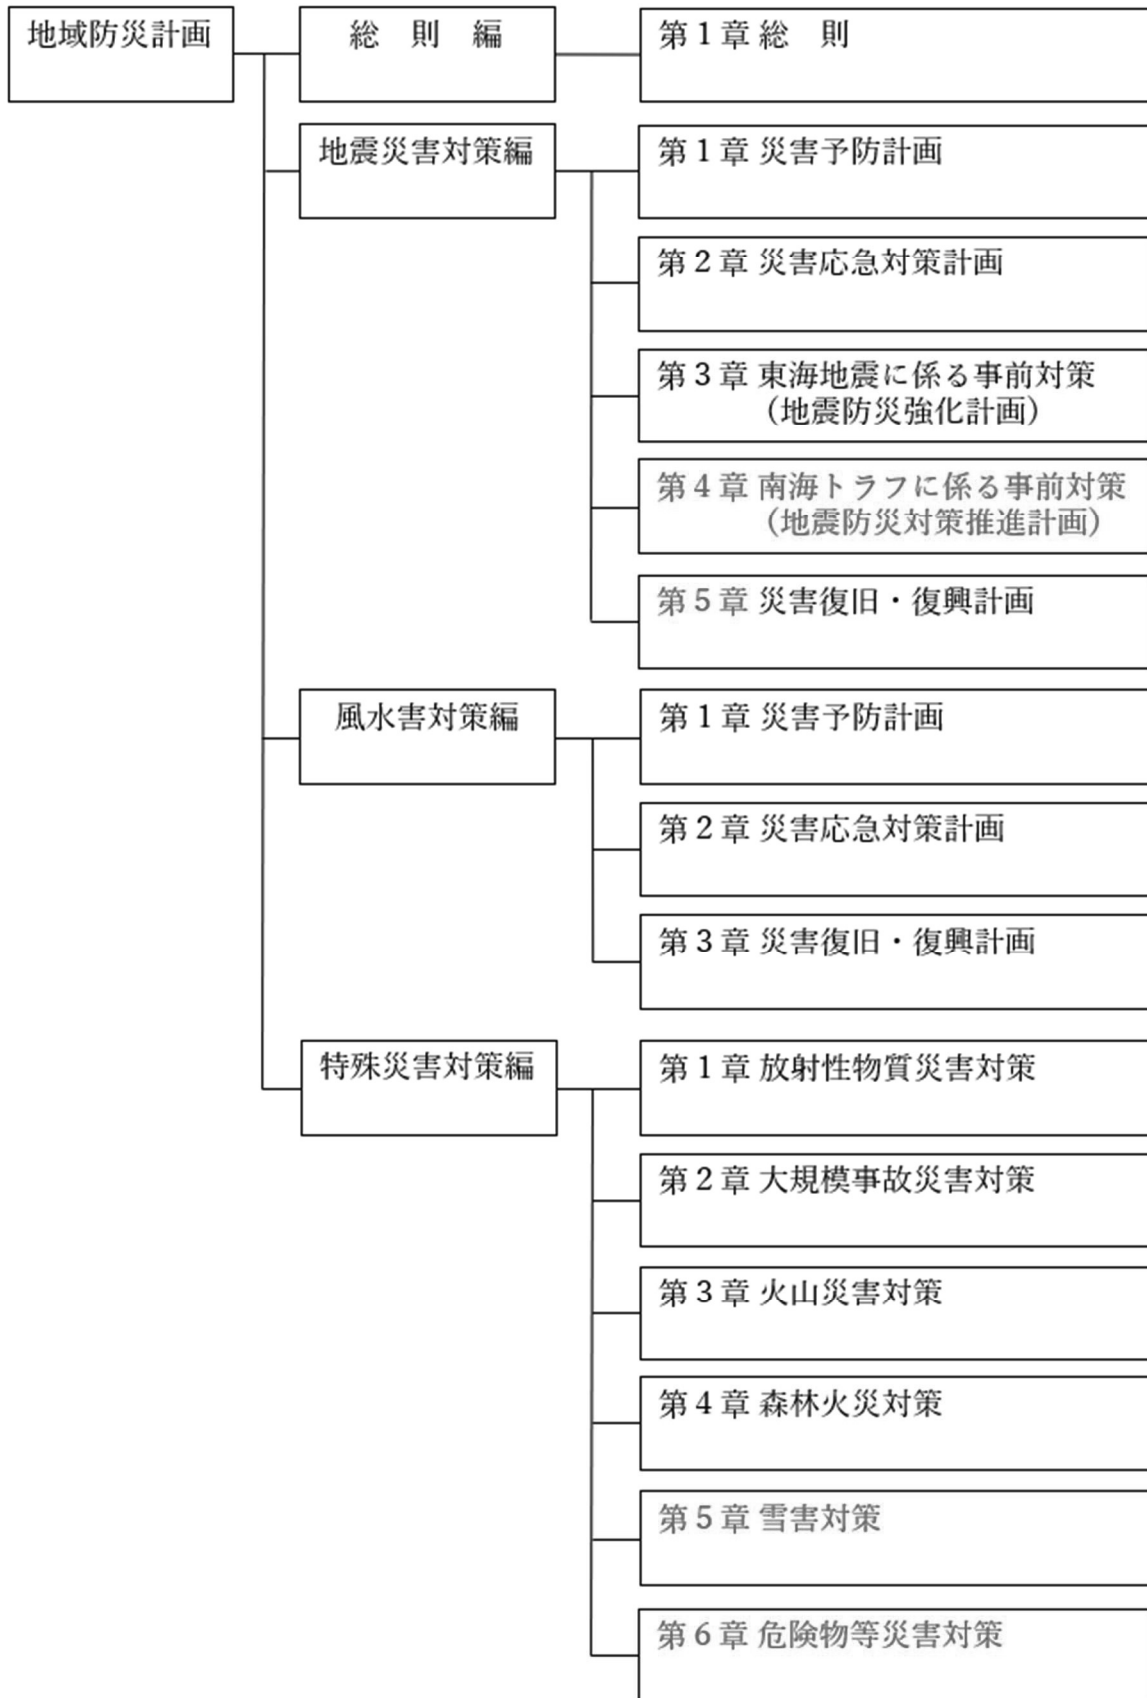 地域防災計画
総　則　編
第１章 総　則
地震災害対策編
第１章 災害予防計画
第２章 災害応急対策計画
第３章 東海地震に係る事前対策
（地震防災強化計画）
第４章 南海トラフに係る事前対策
（地震防災対策推進計画）
第５章 災害復旧・復興計画
風水害対策編
第１章 災害予防計画
第２章 災害応急対策計画
第３章 災害復旧・復興計画
特殊災害対策編
第１章 放射性物質災害対策
第２章 大規模事故災害対策
第３章 火山災害対策
第４章 森林火災対策
第５章 雪害対策
第６章 危険物等災害対策